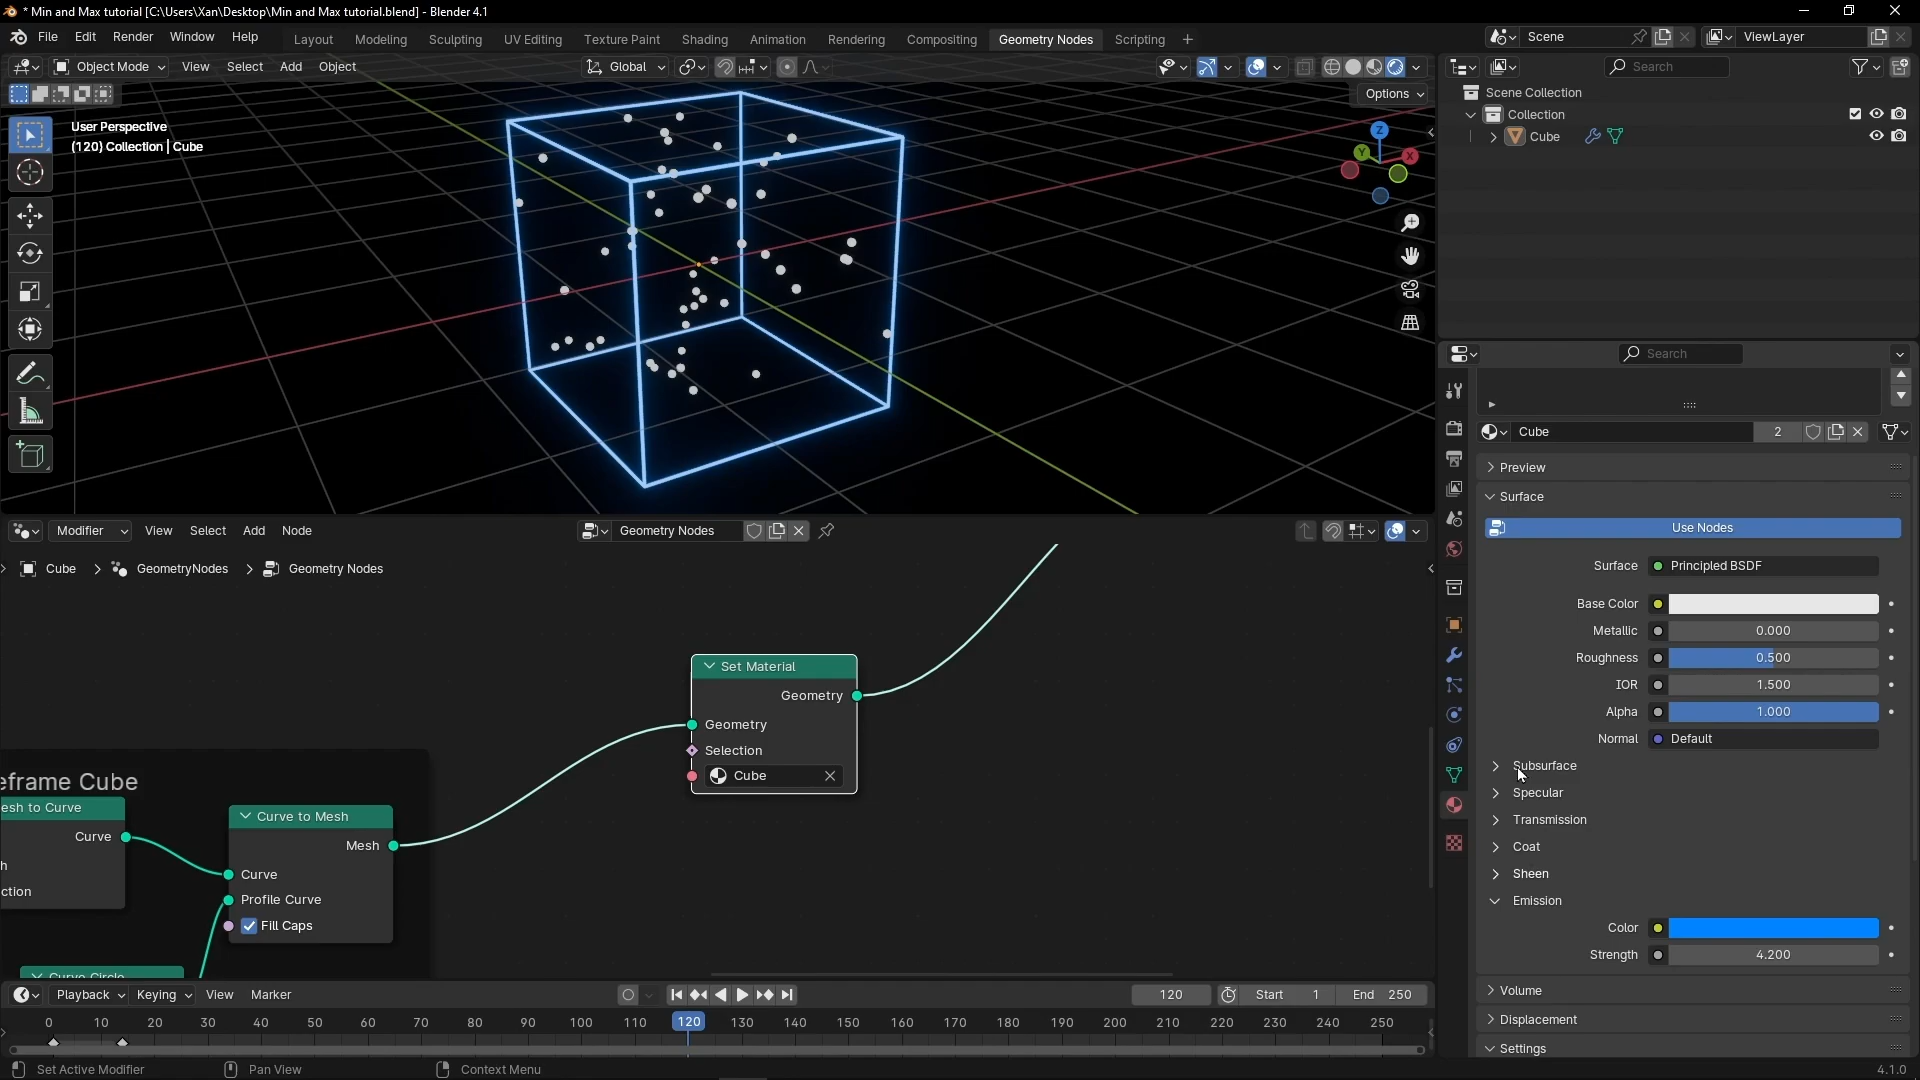 * Min and Max tutorial [C:\Users\Xan\Desktop\Min and Max tutorial.blend] - Blender 4.1
File Edit Render Window Help
Layout Modeling Sculpting UV Editing Texture Paint Shading Animation Rendering Compositing Geometry Nodes Scripting +
Scene
ViewLayer
Object Mode View Select Add Object
Global
Options
User Perspective
(120) Collection | Cube
Z
Y
X
Search
Scene Collection
Collection
Cube
Search
Cube
2
Preview
Surface
Use Nodes
Surface Principled BSDF
Base Color
Metallic 0.000
Roughness 0.500
IOR 1.500
Alpha 1.000
Normal Default
Subsurface
Specular
Transmission
Coat
Sheen
Emission
Color
Strength 4.200
Volume
Displacement
Settings
Modifier View Select Add Node
Geometry Nodes
Cube > GeometryNodes > Geometry Nodes
Set Material
Geometry
Geometry
Selection
Cube
eframe Cube
esh to Curve
Curve
h
ction
Curve to Mesh
Mesh
Curve
Profile Curve
Fill Caps
Curve Circle
Playback Keying View Marker
120
Start 1
End 250
0 10 20 30 40 50 60 70 80 90 100 110 120 130 140 150 160 170 180 190 200 210 220 230 240 250
Set Active Modifier
Pan View
Context Menu
4.1.0